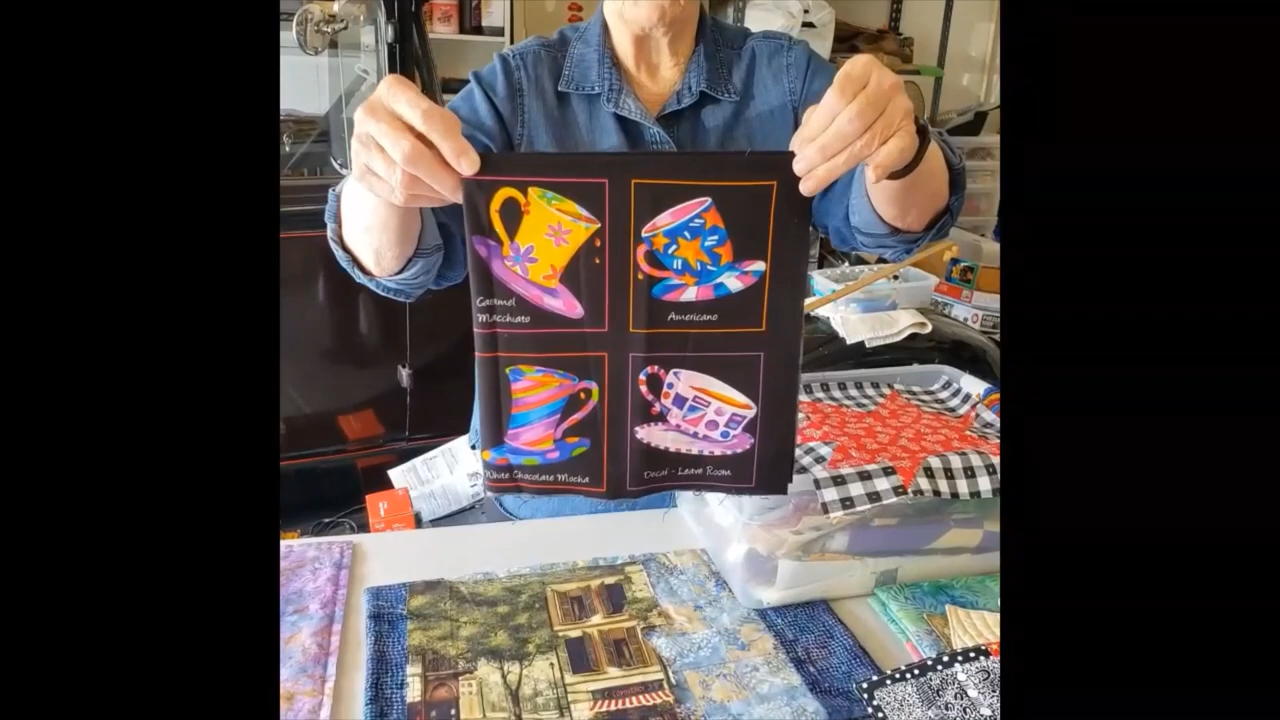 Caramel
Macchiato
Americano
White Chocolate Mocha
Decaf - Leave Room